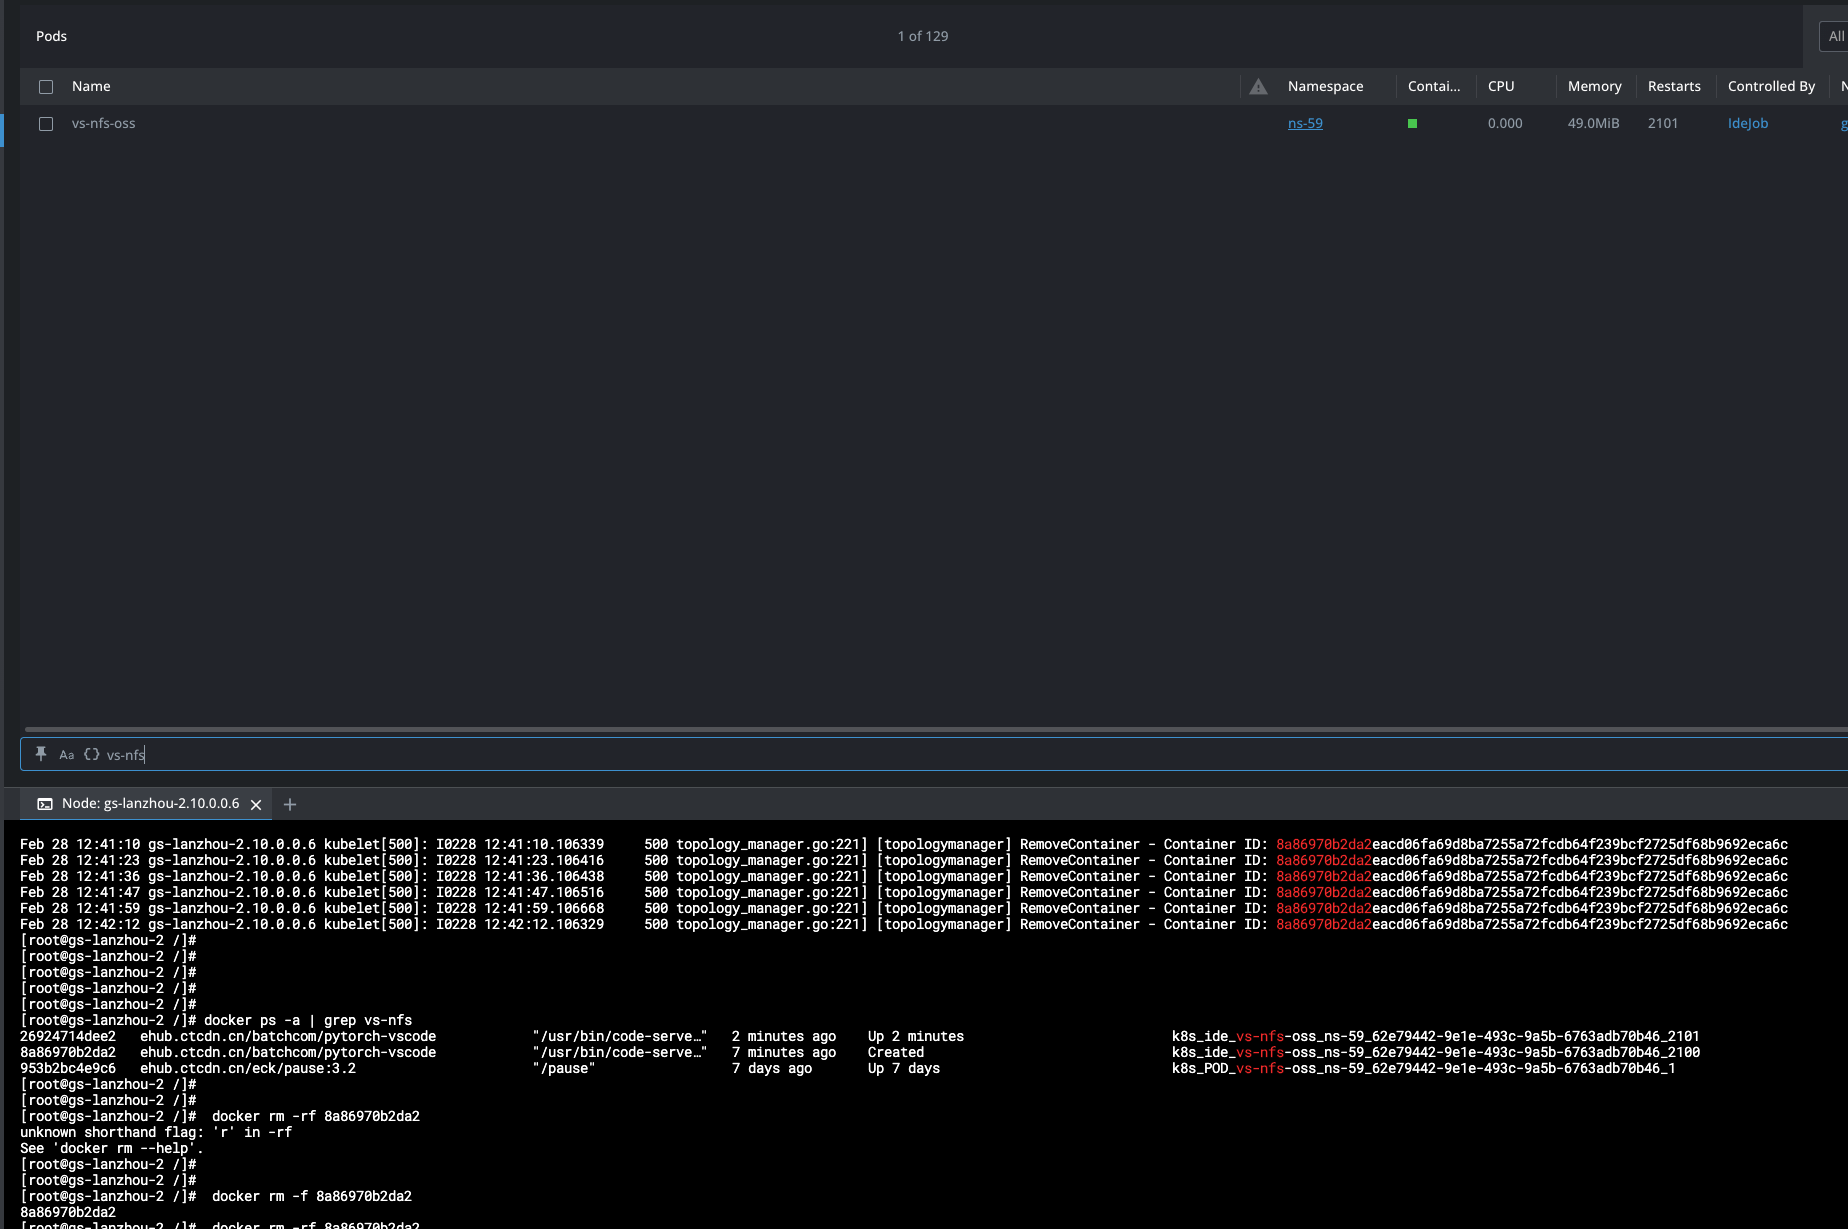 Pods 1 of 129 All
Name Namespace Contai... CPU Memory Restarts Controlled By N
vs-nfs-oss ns-59 0.000 49.0MiB 2101 IdeJob g
Aa {} vs-nfs
Node: gs-lanzhou-2.10.0.0.6
Feb 28 12:41:10 gs-lanzhou-2.10.0.0.6 kubelet[500]: I0228 12:41:10.106339 500 topology_manager.go:221] [topologymanager] RemoveContainer - Container ID: 8a86970b2da2eacd06fa69d8ba7255a72fcdb64f239bcf2725df68b9692eca6c
Feb 28 12:41:23 gs-lanzhou-2.10.0.0.6 kubelet[500]: I0228 12:41:23.106416 500 topology_manager.go:221] [topologymanager] RemoveContainer - Container ID: 8a86970b2da2eacd06fa69d8ba7255a72fcdb64f239bcf2725df68b9692eca6c
Feb 28 12:41:36 gs-lanzhou-2.10.0.0.6 kubelet[500]: I0228 12:41:36.106438 500 topology_manager.go:221] [topologymanager] RemoveContainer - Container ID: 8a86970b2da2eacd06fa69d8ba7255a72fcdb64f239bcf2725df68b9692eca6c
Feb 28 12:41:47 gs-lanzhou-2.10.0.0.6 kubelet[500]: I0228 12:41:47.106516 500 topology_manager.go:221] [topologymanager] RemoveContainer - Container ID: 8a86970b2da2eacd06fa69d8ba7255a72fcdb64f239bcf2725df68b9692eca6c
Feb 28 12:41:59 gs-lanzhou-2.10.0.0.6 kubelet[500]: I0228 12:41:59.106668 500 topology_manager.go:221] [topologymanager] RemoveContainer - Container ID: 8a86970b2da2eacd06fa69d8ba7255a72fcdb64f239bcf2725df68b9692eca6c
Feb 28 12:42:12 gs-lanzhou-2.10.0.0.6 kubelet[500]: I0228 12:42:12.106329 500 topology_manager.go:221] [topologymanager] RemoveContainer - Container ID: 8a86970b2da2eacd06fa69d8ba7255a72fcdb64f239bcf2725df68b9692eca6c
[root@gs-lanzhou-2 /]#
[root@gs-lanzhou-2 /]#
[root@gs-lanzhou-2 /]#
[root@gs-lanzhou-2 /]#
[root@gs-lanzhou-2 /]#
[root@gs-lanzhou-2 /]# docker ps -a | grep vs-nfs
26924714dee2 ehub.ctcdn.cn/batchcom/pytorch-vscode "/usr/bin/code-serve…" 2 minutes ago Up 2 minutes k8s_ide_vs-nfs-oss_ns-59_62e79442-9e1e-493c-9a5b-6763adb70b46_2101
8a86970b2da2 ehub.ctcdn.cn/batchcom/pytorch-vscode "/usr/bin/code-serve…" 7 minutes ago Created k8s_ide_vs-nfs-oss_ns-59_62e79442-9e1e-493c-9a5b-6763adb70b46_2100
953b2bc4e9c6 ehub.ctcdn.cn/eck/pause:3.2 "/pause" 7 days ago Up 7 days k8s_POD_vs-nfs-oss_ns-59_62e79442-9e1e-493c-9a5b-6763adb70b46_1
[root@gs-lanzhou-2 /]#
[root@gs-lanzhou-2 /]#
[root@gs-lanzhou-2 /]# docker rm -rf 8a86970b2da2
unknown shorthand flag: 'r' in -rf
See 'docker rm --help'.
[root@gs-lanzhou-2 /]#
[root@gs-lanzhou-2 /]#
[root@gs-lanzhou-2 /]# docker rm -f 8a86970b2da2
8a86970b2da2
[root@gs-lanzhou-2 /]# docker rm -rf 8a86970b2da2